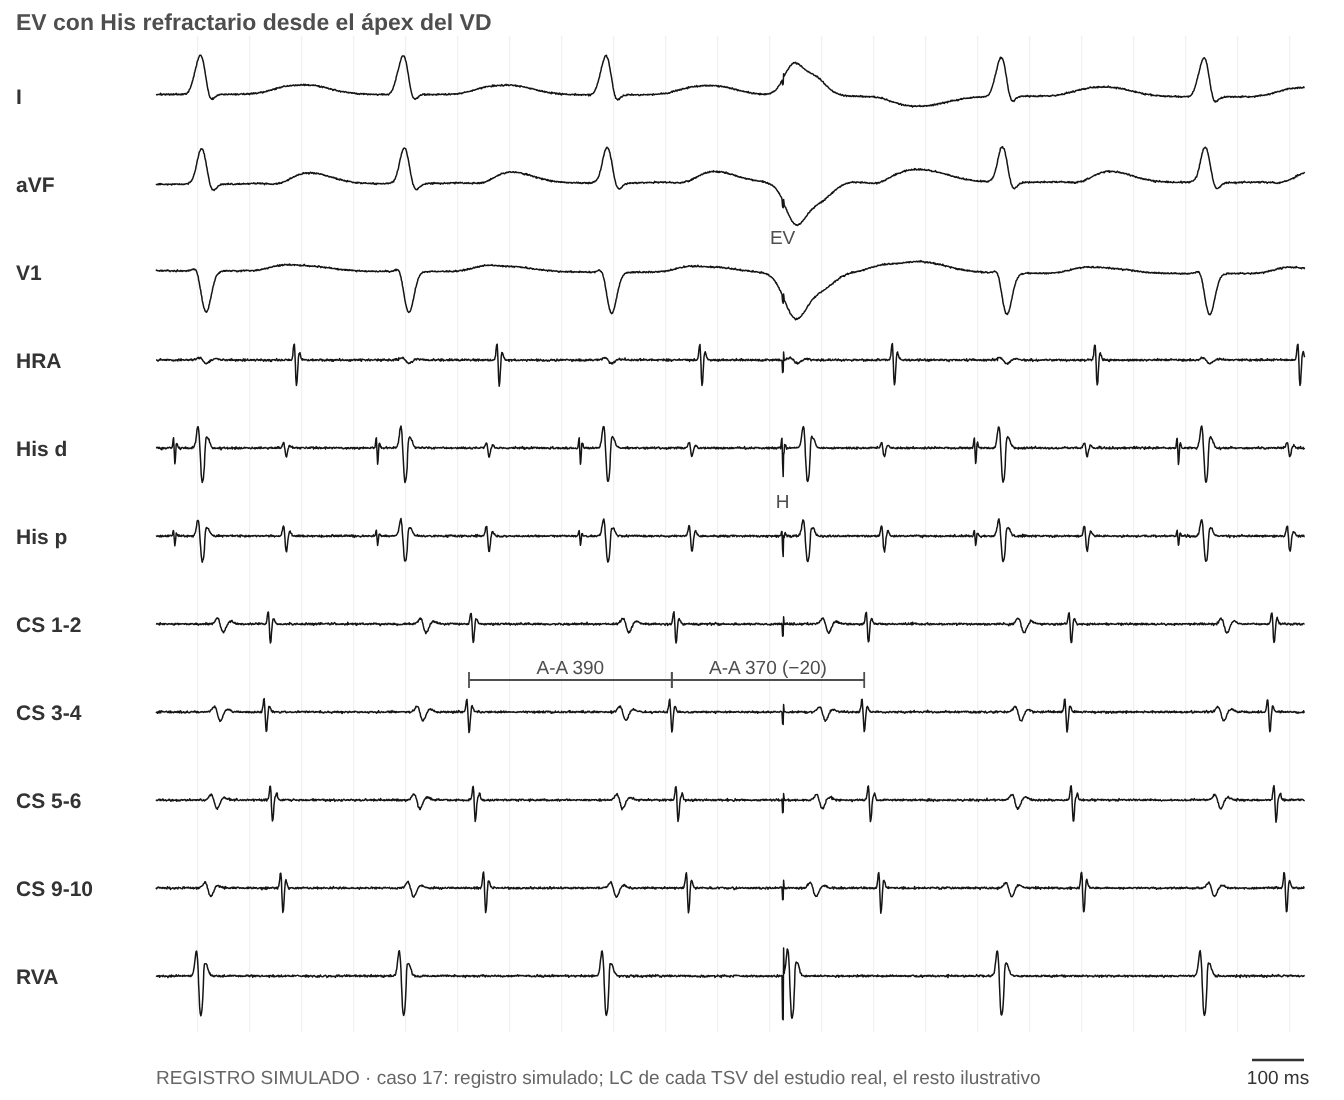 EV con His refractario desde el ápex del VD
I
aVF
EV
V1
HRA
His d
H
His p
CS 1-2
A-A 390 A-A 370 (−20)
CS 3-4
CS 5-6
CS 9-10
RVA
REGISTRO SIMULADO · caso 17: registro simulado; LC de cada TSV del estudio real, el resto ilustrativo
100 ms